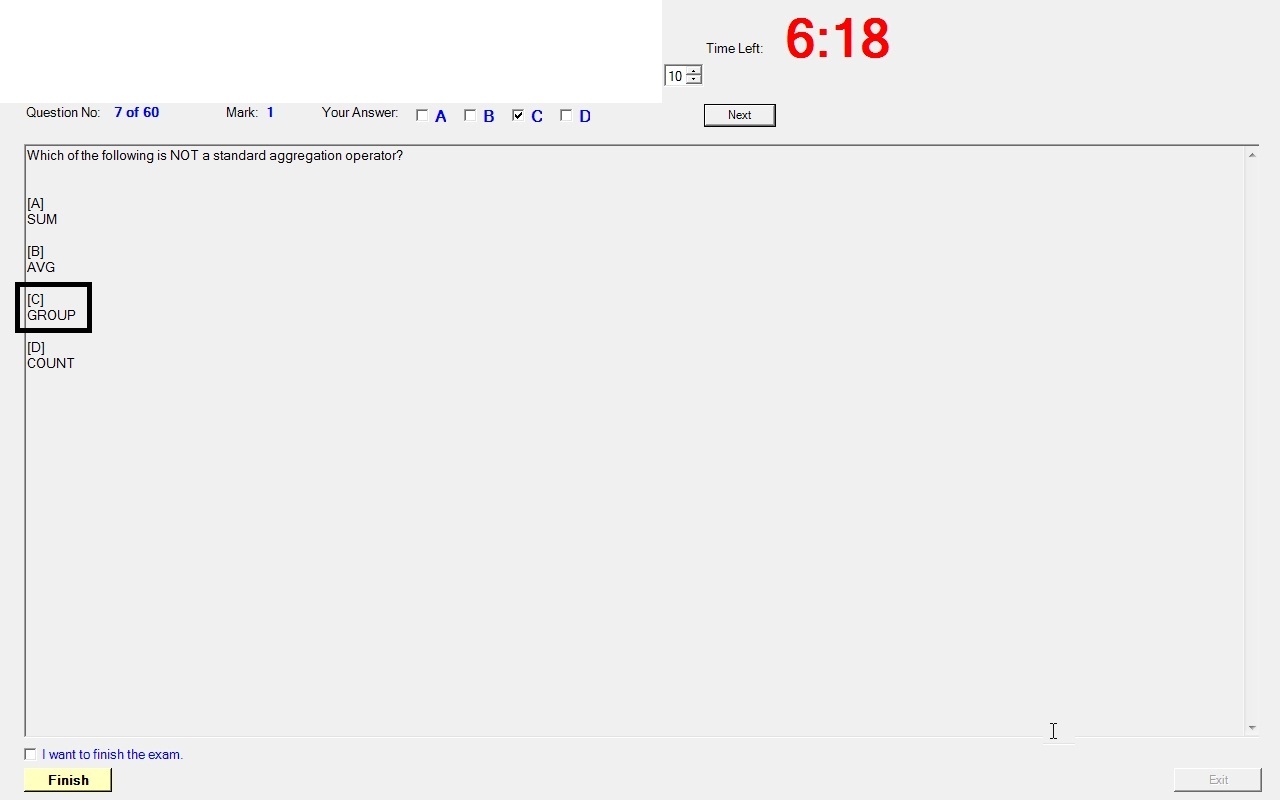 Time Left: 6:18
10
Question No: 7 of 60 Mark: 1 Your Answer: A B C D Next
Which of the following is NOT a standard aggregation operator?
[A]
SUM
[B]
AVG
[C]
GROUP
[D]
COUNT
I want to finish the exam.
Finish Exit